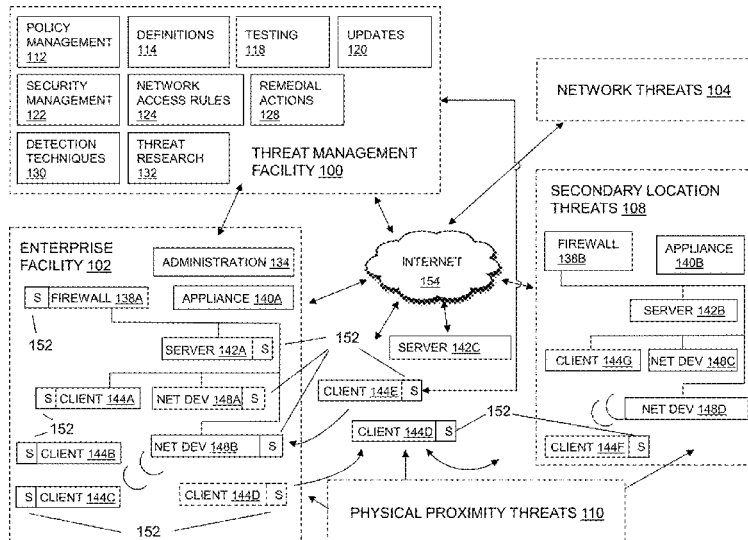 POLICY MANAGEMENT 112
DEFINITIONS 114
TESTING 118
UPDATES 120
SECURITY MANAGEMENT 122
NETWORK ACCESS RULES 124
REMEDIAL ACTIONS 128
DETECTION TECHNIQUES 130
THREAT RESEARCH 132
THREAT MANAGEMENT FACILITY 100
NETWORK THREATS 104
SECONDARY LOCATION THREATS 108
FIREWALL 138B
APPLIANCE 140B
SERVER 142B
CLIENT 144G
NET DEV 148C
NET DEV 148D
CLIENT 144F S
INTERNET 154
SERVER 142C
ENTERPRISE FACILITY 102
ADMINISTRATION 134
S FIREWALL 138A
APPLIANCE 140A
152
SERVER 142A S
152
S CLIENT 144A
NET DEV 148A S
CLIENT 144E S
152
152
CLIENT 144D S
NET DEV 148B S
S CLIENT 144B
S CLIENT 144C
CLIENT 144D S
152
PHYSICAL PROXIMITY THREATS 110